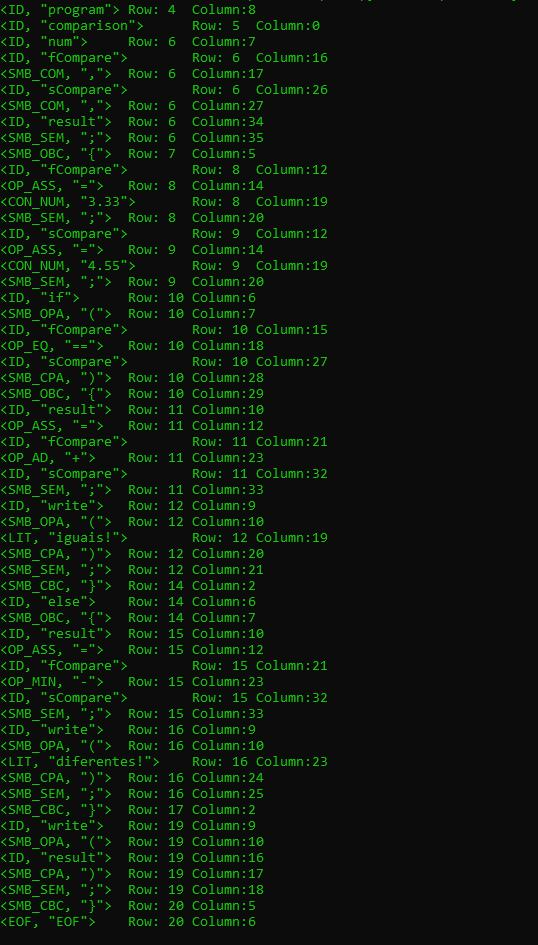 <ID, "program"> Row: 4 Column:8
<ID, "comparison"> Row: 5 Column:0
<ID, "num"> Row: 6 Column:7
<ID, "fCompare"> Row: 6 Column:16
<SMB_COM, ","> Row: 6 Column:17
<ID, "sCompare"> Row: 6 Column:26
<SMB_COM, ","> Row: 6 Column:27
<ID, "result"> Row: 6 Column:34
<SMB_SEM, ";"> Row: 6 Column:35
<SMB_OBC, "{"> Row: 7 Column:5
<ID, "fCompare"> Row: 8 Column:12
<OP_ASS, "="> Row: 8 Column:14
<CON_NUM, "3.33"> Row: 8 Column:19
<SMB_SEM, ";"> Row: 8 Column:20
<ID, "sCompare"> Row: 9 Column:12
<OP_ASS, "="> Row: 9 Column:14
<CON_NUM, "4.55"> Row: 9 Column:19
<SMB_SEM, ";"> Row: 9 Column:20
<ID, "if"> Row: 10 Column:6
<SMB_OPA, "("> Row: 10 Column:7
<ID, "fCompare"> Row: 10 Column:15
<OP_EQ, "=="> Row: 10 Column:18
<ID, "sCompare"> Row: 10 Column:27
<SMB_CPA, ")"> Row: 10 Column:28
<SMB_OBC, "{"> Row: 10 Column:29
<ID, "result"> Row: 11 Column:10
<OP_ASS, "="> Row: 11 Column:12
<ID, "fCompare"> Row: 11 Column:21
<OP_AD, "+"> Row: 11 Column:23
<ID, "sCompare"> Row: 11 Column:32
<SMB_SEM, ";"> Row: 11 Column:33
<ID, "write"> Row: 12 Column:9
<SMB_OPA, "("> Row: 12 Column:10
<LIT, "iguais!"> Row: 12 Column:19
<SMB_CPA, ")"> Row: 12 Column:20
<SMB_SEM, ";"> Row: 12 Column:21
<SMB_CBC, "}"> Row: 14 Column:2
<ID, "else"> Row: 14 Column:6
<SMB_OBC, "{"> Row: 14 Column:7
<ID, "result"> Row: 15 Column:10
<OP_ASS, "="> Row: 15 Column:12
<ID, "fCompare"> Row: 15 Column:21
<OP_MIN, "-"> Row: 15 Column:23
<ID, "sCompare"> Row: 15 Column:32
<SMB_SEM, ";"> Row: 15 Column:33
<ID, "write"> Row: 16 Column:9
<SMB_OPA, "("> Row: 16 Column:10
<LIT, "diferentes!"> Row: 16 Column:23
<SMB_CPA, ")"> Row: 16 Column:24
<SMB_SEM, ";"> Row: 16 Column:25
<SMB_CBC, "}"> Row: 17 Column:2
<ID, "write"> Row: 19 Column:9
<SMB_OPA, "("> Row: 19 Column:10
<ID, "result"> Row: 19 Column:16
<SMB_CPA, ")"> Row: 19 Column:17
<SMB_SEM, ";"> Row: 19 Column:18
<SMB_CBC, "}"> Row: 20 Column:5
<EOF, "EOF"> Row: 20 Column:6